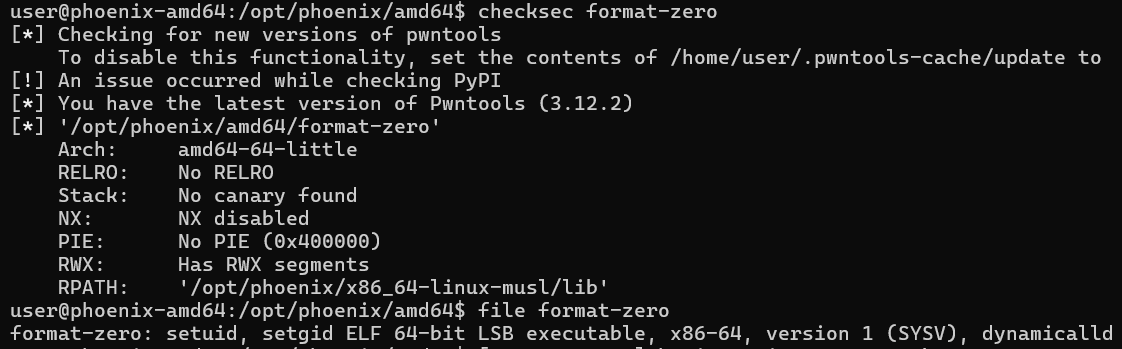 user@phoenix-amd64:/opt/phoenix/amd64$ checksec format-zero
[*] Checking for new versions of pwntools
    To disable this functionality, set the contents of /home/user/.pwntools-cache/update to
[!] An issue occurred while checking PyPI
[*] You have the latest version of Pwntools (3.12.2)
[*] '/opt/phoenix/amd64/format-zero'
    Arch:     amd64-64-little
    RELRO:    No RELRO
    Stack:    No canary found
    NX:       NX disabled
    PIE:      No PIE (0x400000)
    RWX:      Has RWX segments
    RPATH:    '/opt/phoenix/x86_64-linux-musl/lib'
user@phoenix-amd64:/opt/phoenix/amd64$ file format-zero
format-zero: setuid, setgid ELF 64-bit LSB executable, x86-64, version 1 (SYSV), dynamicalld